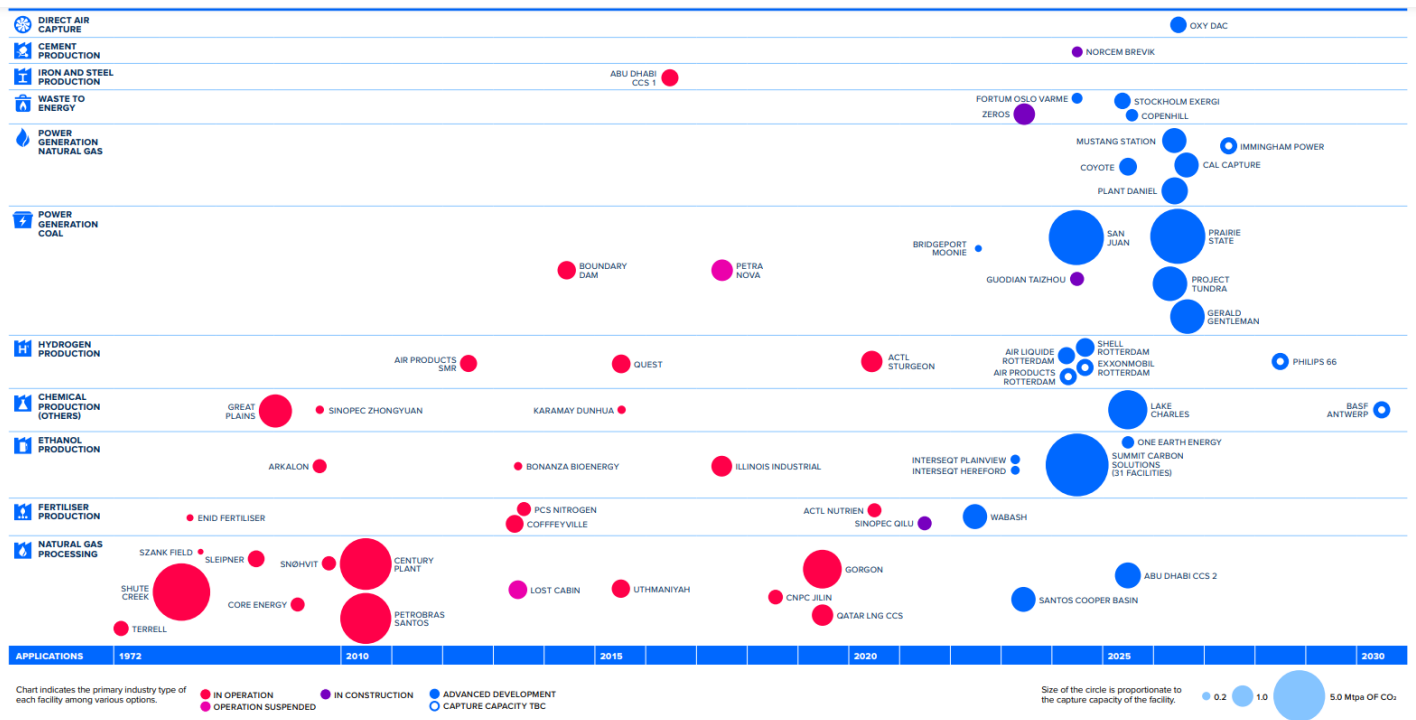 DIRECT AIR
CAPTURE
OXY DAC
CEMENT
PRODUCTION
NORCEM BREVIK
IRON AND STEEL
PRODUCTION
ABU DHABI
CCS 1
WASTE TO
ENERGY
FORTUM OSLO VARME
STOCKHOLM EXERGI
ZEROS
COPENHILL
POWER
GENERATION
NATURAL GAS
MUSTANG STATION
IMMINGHAM POWER
COYOTE
CAL CAPTURE
PLANT DANIEL
POWER
GENERATION
COAL
BRIDGEPORT
MOONIE
SAN
JUAN
PRAIRIE
STATE
BOUNDARY
DAM
PETRA
NOVA
GUODIAN TAIZHOU
PROJECT
TUNDRA
GERALD
GENTLEMAN
HYDROGEN
PRODUCTION
AIR PRODUCTS
SMR
QUEST
ACTL
STURGEON
AIR LIQUIDE
ROTTERDAM
SHELL
ROTTERDAM
AIR PRODUCTS
ROTTERDAM
EXXONMOBIL
ROTTERDAM
PHILIPS 66
CHEMICAL
PRODUCTION
(OTHERS)
GREAT
PLAINS
SINOPEC ZHONGYUAN
KARAMAY DUNHUA
LAKE
CHARLES
BASF
ANTWERP
ETHANOL
PRODUCTION
ARKALON
BONANZA BIOENERGY
ILLINOIS INDUSTRIAL
INTERSEQT PLAINVIEW
INTERSEQT HEREFORD
ONE EARTH ENERGY
SUMMIT CARBON
SOLUTIONS
(31 FACILITIES)
FERTILISER
PRODUCTION
ENID FERTILISER
PCS NITROGEN
COFFFEYVILLE
ACTL NUTRIEN
SINOPEC QILU
WABASH
NATURAL GAS
PROCESSING
SZANK FIELD
SLEIPNER
SNØHVIT
CENTURY
PLANT
SHUTE
CREEK
CORE ENERGY
PETROBRAS
SANTOS
TERRELL
LOST CABIN
UTHMANIYAH
GORGON
CNPC JILIN
QATAR LNG CCS
ABU DHABI CCS 2
SANTOS COOPER BASIN
APPLICATIONS 1972 2010 2015 2020 2025 2030
Chart indicates the primary industry type of
each facility among various options.
IN OPERATION
OPERATION SUSPENDED
IN CONSTRUCTION
ADVANCED DEVELOPMENT
CAPTURE CAPACITY TBC
Size of the circle is proportionate to
the capture capacity of the facility.
0.2 1.0 5.0 Mtpa OF CO₂